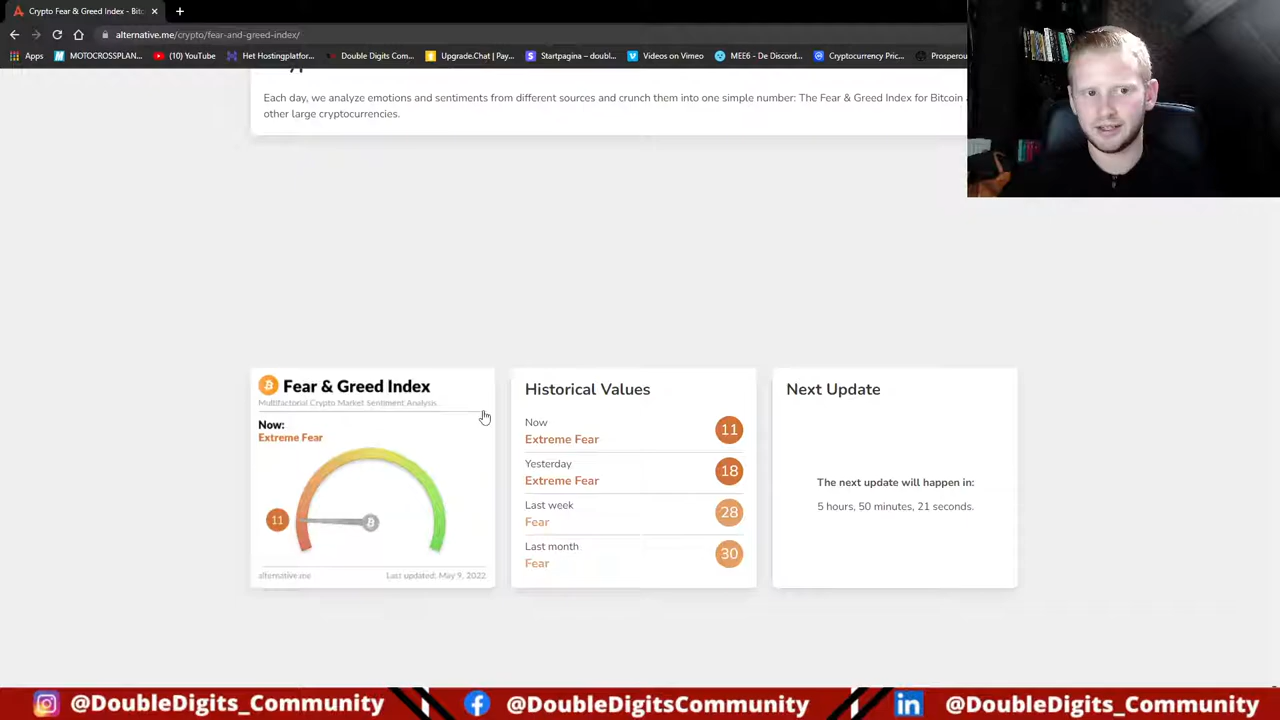 Crypto Fear & Greed Index - Bitc
alternative.me/crypto/fear-and-greed-index/
Apps
MOTOCROSSPLAN...
(10) YouTube
Het Hostingplatfor...
Double Digits Com...
Upgrade.Chat | Pay...
Startpagina – doubl...
Videos on Vimeo
MEE6 - De Discord...
Cryptocurrency Pric...
Prosperou
Each day, we analyze emotions and sentiments from different sources and crunch them into one simple number: The Fear & Greed Index for Bitcoin
other large cryptocurrencies.
Fear & Greed Index
Multifactorial Crypto Market Sentiment Analysis
Now:
Extreme Fear
11
alternative.me
Last updated: May 9, 2022
Historical Values
Now
Extreme Fear
11
Yesterday
Extreme Fear
18
Last week
Fear
28
Last month
Fear
30
Next Update
The next update will happen in:
5 hours, 50 minutes, 21 seconds.
@DoubleDigits_Community
@DoubleDigitsCommunity
@DoubleDigits_Community